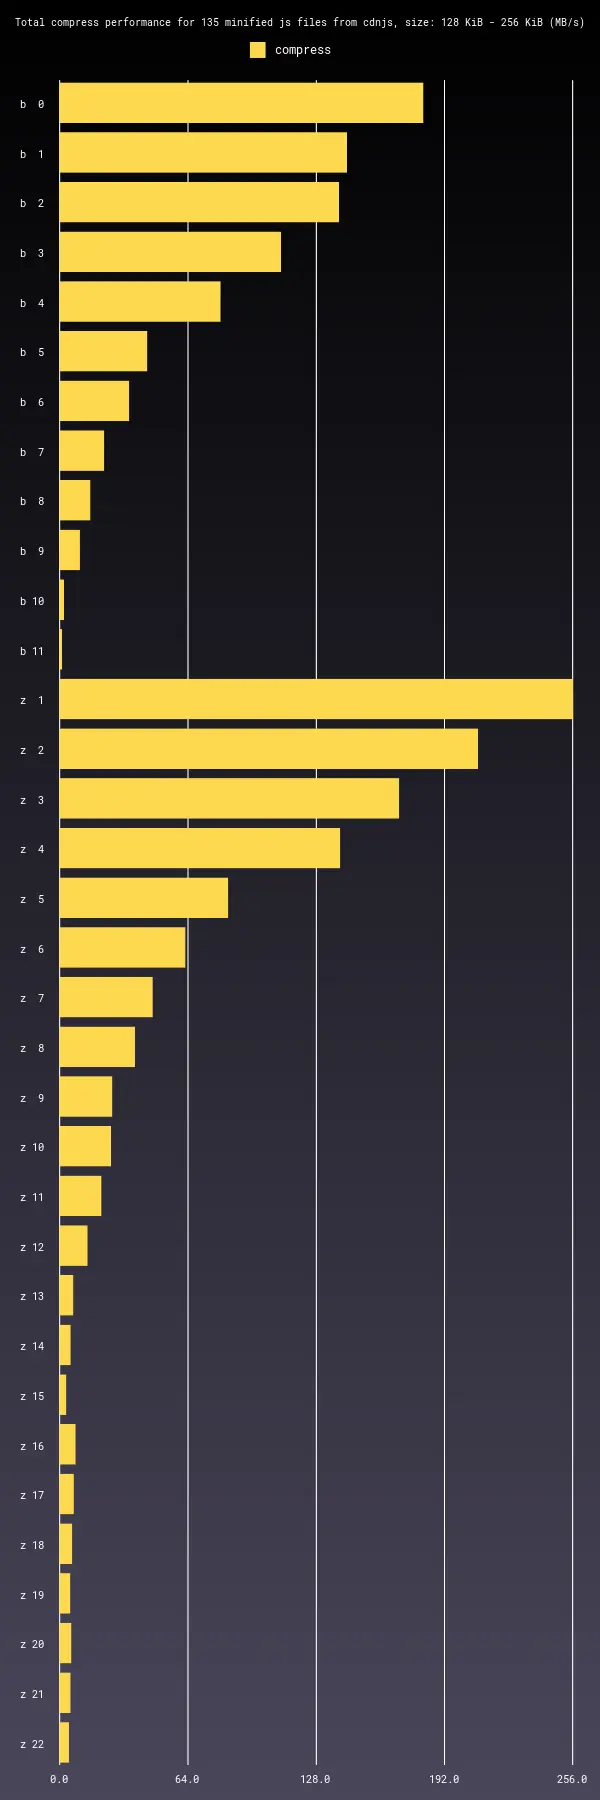 Total compress performance for 135 minified js files from cdnjs, size: 128 KiB - 256 KiB (MB/s)
compress
b  0
b  1
b  2
b  3
b  4
b  5
b  6
b  7
b  8
b  9
b 10
b 11
z  1
z  2
z  3
z  4
z  5
z  6
z  7
z  8
z  9
z 10
z 11
z 12
z 13
z 14
z 15
z 16
z 17
z 18
z 19
z 20
z 21
z 22
0.0 64.0 128.0 192.0 256.0